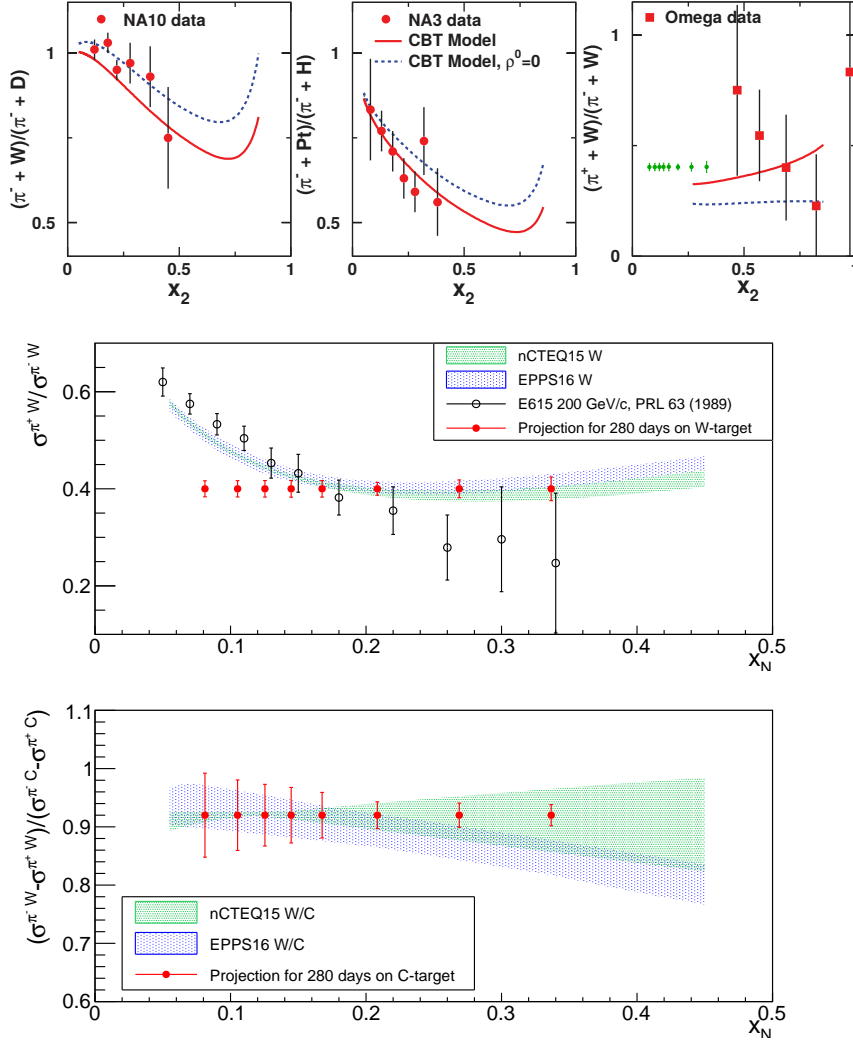 NA10 data
(π⁻ + W)/(π⁻ + D)
1
0.5
0
0.5
1
x₂
NA3 data
CBT Model
CBT Model, ρ⁰=0
(π⁻ + Pt)/(π⁻ + H)
1
0.5
0
0.5
1
x₂
Omega data
(π⁺ + W)/(π⁻ + W)
1
0
0.5
1
x₂
σ^π⁺ W/σ^π⁻ W
0.6
0.4
0.2
nCTEQ15 W
EPPS16 W
E615 200 GeV/c, PRL 63 (1989)
Projection for 280 days on W-target
0
0.1
0.2
0.3
0.4
0.5
x_N
(σ^π⁻ W-σ^π⁺ W)/(σ^π⁻ C-σ^π⁺ C)
1.1
1
0.9
0.8
0.7
0.6
nCTEQ15 W/C
EPPS16 W/C
Projection for 280 days on C-target
0
0.1
0.2
0.3
0.4
0.5
x_N